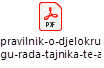 PDF
pravilnik-o-djelokru
gu-rada-tajnika-te-a